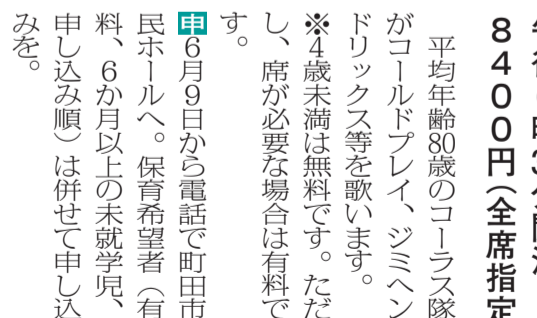 8400円(全席指定
平均年齢80歳のコーラス隊
がコールドプレイ、ジミヘン
ドリックス等を歌います。
※4歳未満は無料です。ただ
し、席が必要な場合は有料で
す。
申6月9日から電話で町田市
民ホールへ。保育希望者(有
料、6か月以上の未就学児、
申し込み順)は併せて申し込
みを。